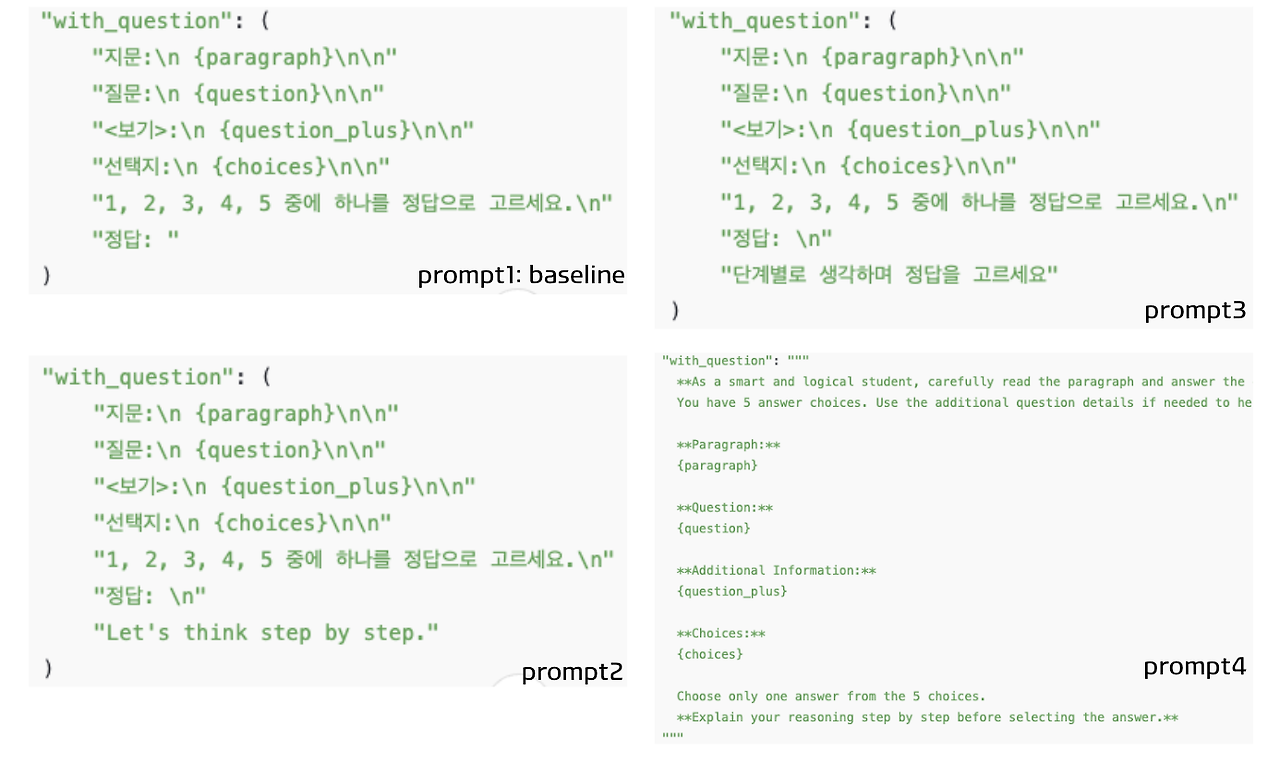 "with_question": (
"지문:\n {paragraph}\n\n"
"질문:\n {question}\n\n"
"<보기>:\n {question_plus}\n\n"
"선택지:\n {choices}\n\n"
"1, 2, 3, 4, 5 중에 하나를 정답으로 고르세요.\n"
"정답: "
)
prompt1: baseline
"with_question": (
"지문:\n {paragraph}\n\n"
"질문:\n {question}\n\n"
"<보기>:\n {question_plus}\n\n"
"선택지:\n {choices}\n\n"
"1, 2, 3, 4, 5 중에 하나를 정답으로 고르세요.\n"
"정답: \n"
"단계별로 생각하며 정답을 고르세요"
)
prompt3
"with_question": (
"지문:\n {paragraph}\n\n"
"질문:\n {question}\n\n"
"<보기>:\n {question_plus}\n\n"
"선택지:\n {choices}\n\n"
"1, 2, 3, 4, 5 중에 하나를 정답으로 고르세요.\n"
"정답: \n"
"Let's think step by step."
)
prompt2
"with_question": """
**As a smart and logical student, carefully read the paragraph and answer the
You have 5 answer choices. Use the additional question details if needed to he
**Paragraph:**
{paragraph}
**Question:**
{question}
**Additional Information:**
{question_plus}
**Choices:**
{choices}
Choose only one answer from the 5 choices.
**Explain your reasoning step by step before selecting the answer.**
"""
prompt4